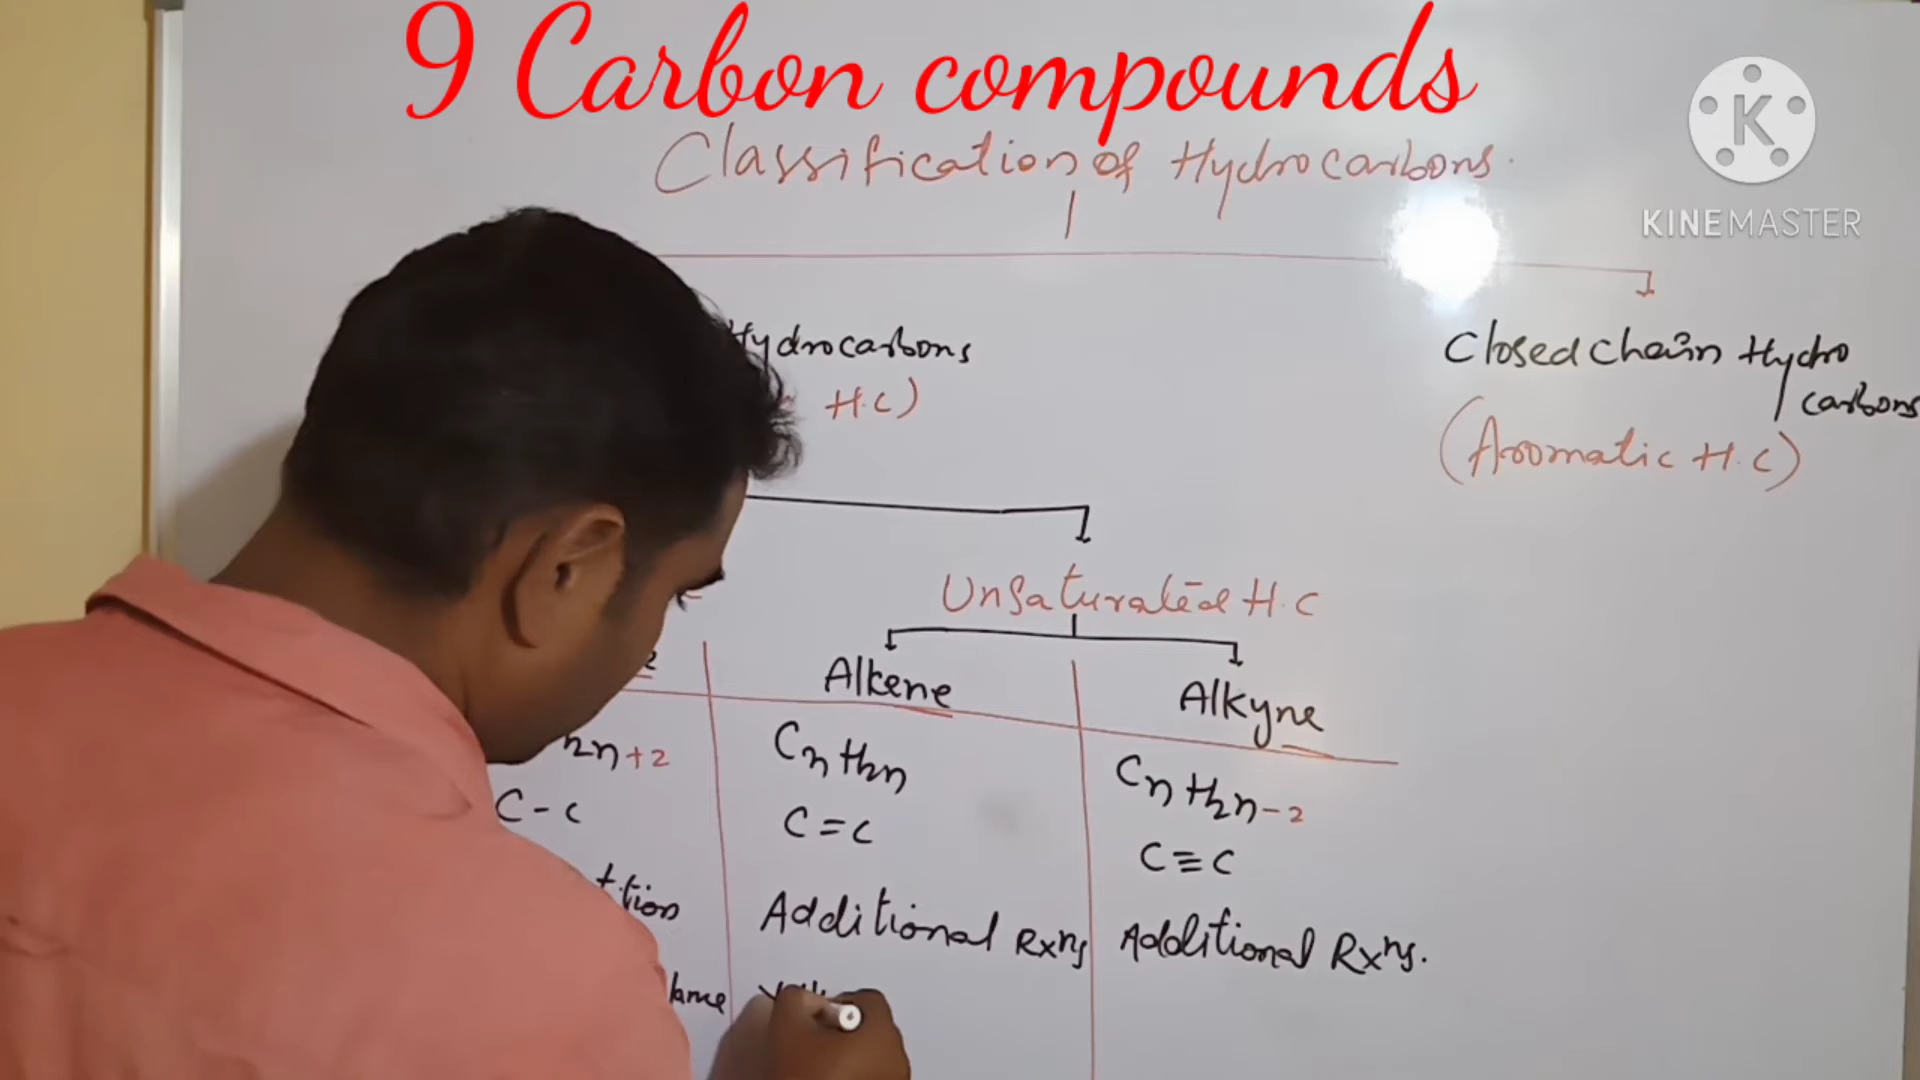 9 Carbon compounds
Classification of Hydrocarbons.
KINEMASTER
Hydrocarbons
H.C)
Closed chain Hydro
carbons
(Aromatic H.C)
Unsaturated H.C
Alkene
Alkyne
2n+2
CnH2n
CnH2n-2
C-C
C=C
C≡C
Additional Rxns
Additional Rxns.